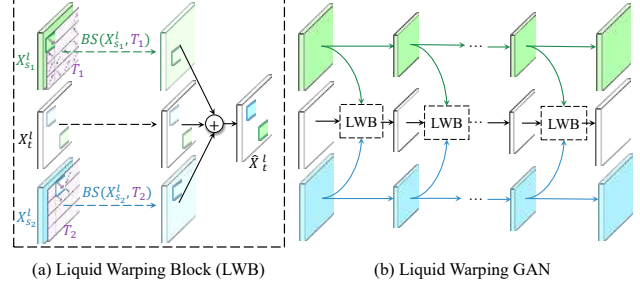 X^l_{s_1} T_1 BS(X^l_{s_1}, T_1)
X^l_t + X̂^l_t
X^l_{s_2} T_2 BS(X^l_{s_2}, T_2)
... 
LWB LWB ... LWB
...
(a) Liquid Warping Block (LWB)
(b) Liquid Warping GAN